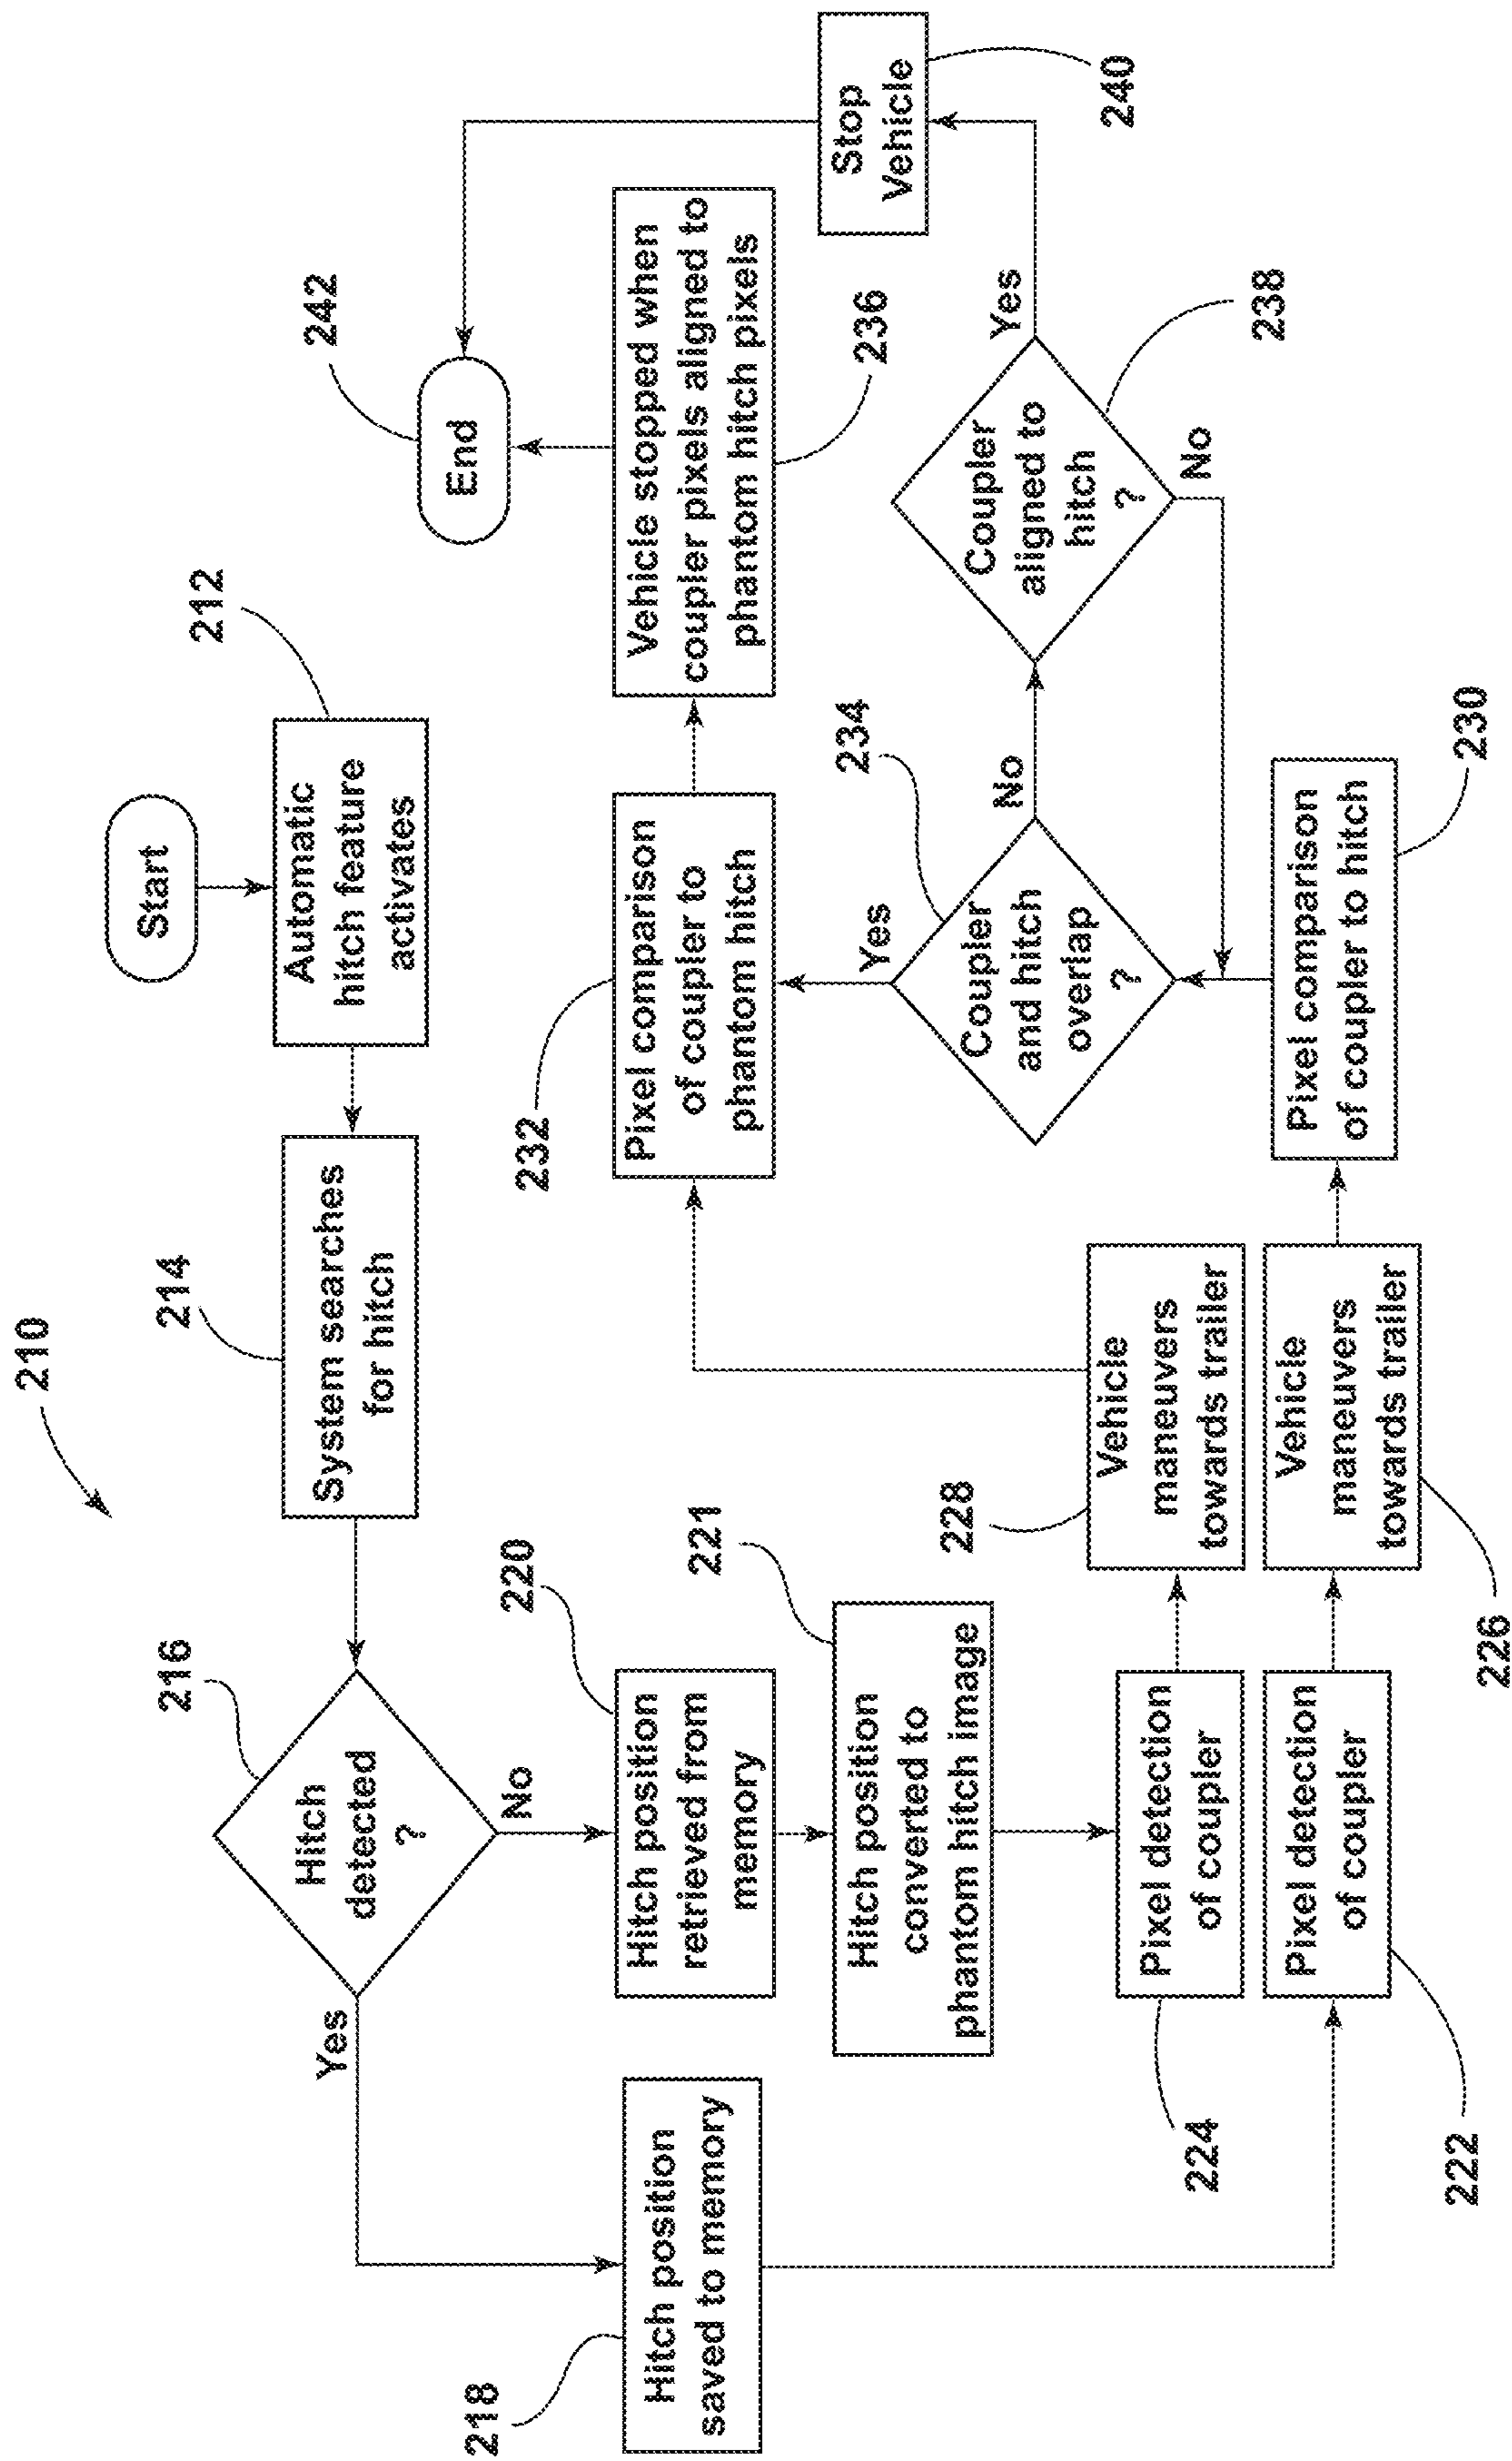 210
Start
212
Automatic
hitch feature
activates
214
System searches
for hitch
216
Hitch
detected
?
Yes
No
218
Hitch position
saved to memory
220
Hitch position
retrieved from
memory
221
Hitch position
converted to
phantom hitch image
224
Pixel detection
of coupler
222
Pixel detection
of coupler
228
Vehicle
maneuvers
towards trailer
226
Vehicle
maneuvers
towards trailer
230
Pixel comparison
of coupler to hitch
232
Pixel comparison
of coupler to
phantom hitch
234
Coupler
and hitch
overlap
?
Yes
No
236
Vehicle stopped when
coupler pixels aligned to
phantom hitch pixels
238
Coupler
aligned to
hitch
?
Yes
No
240
Stop
Vehicle
242
End